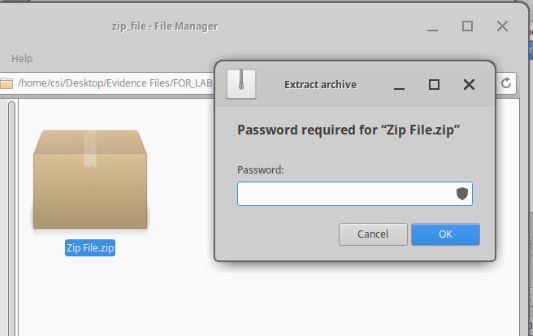 zip_file - File Manager
Help
/home/csi/Desktop/Evidence Files/FOR_LAB
Extract archive
Password required for “Zip File.zip”
Password:
Cancel
OK
Zip File.zip